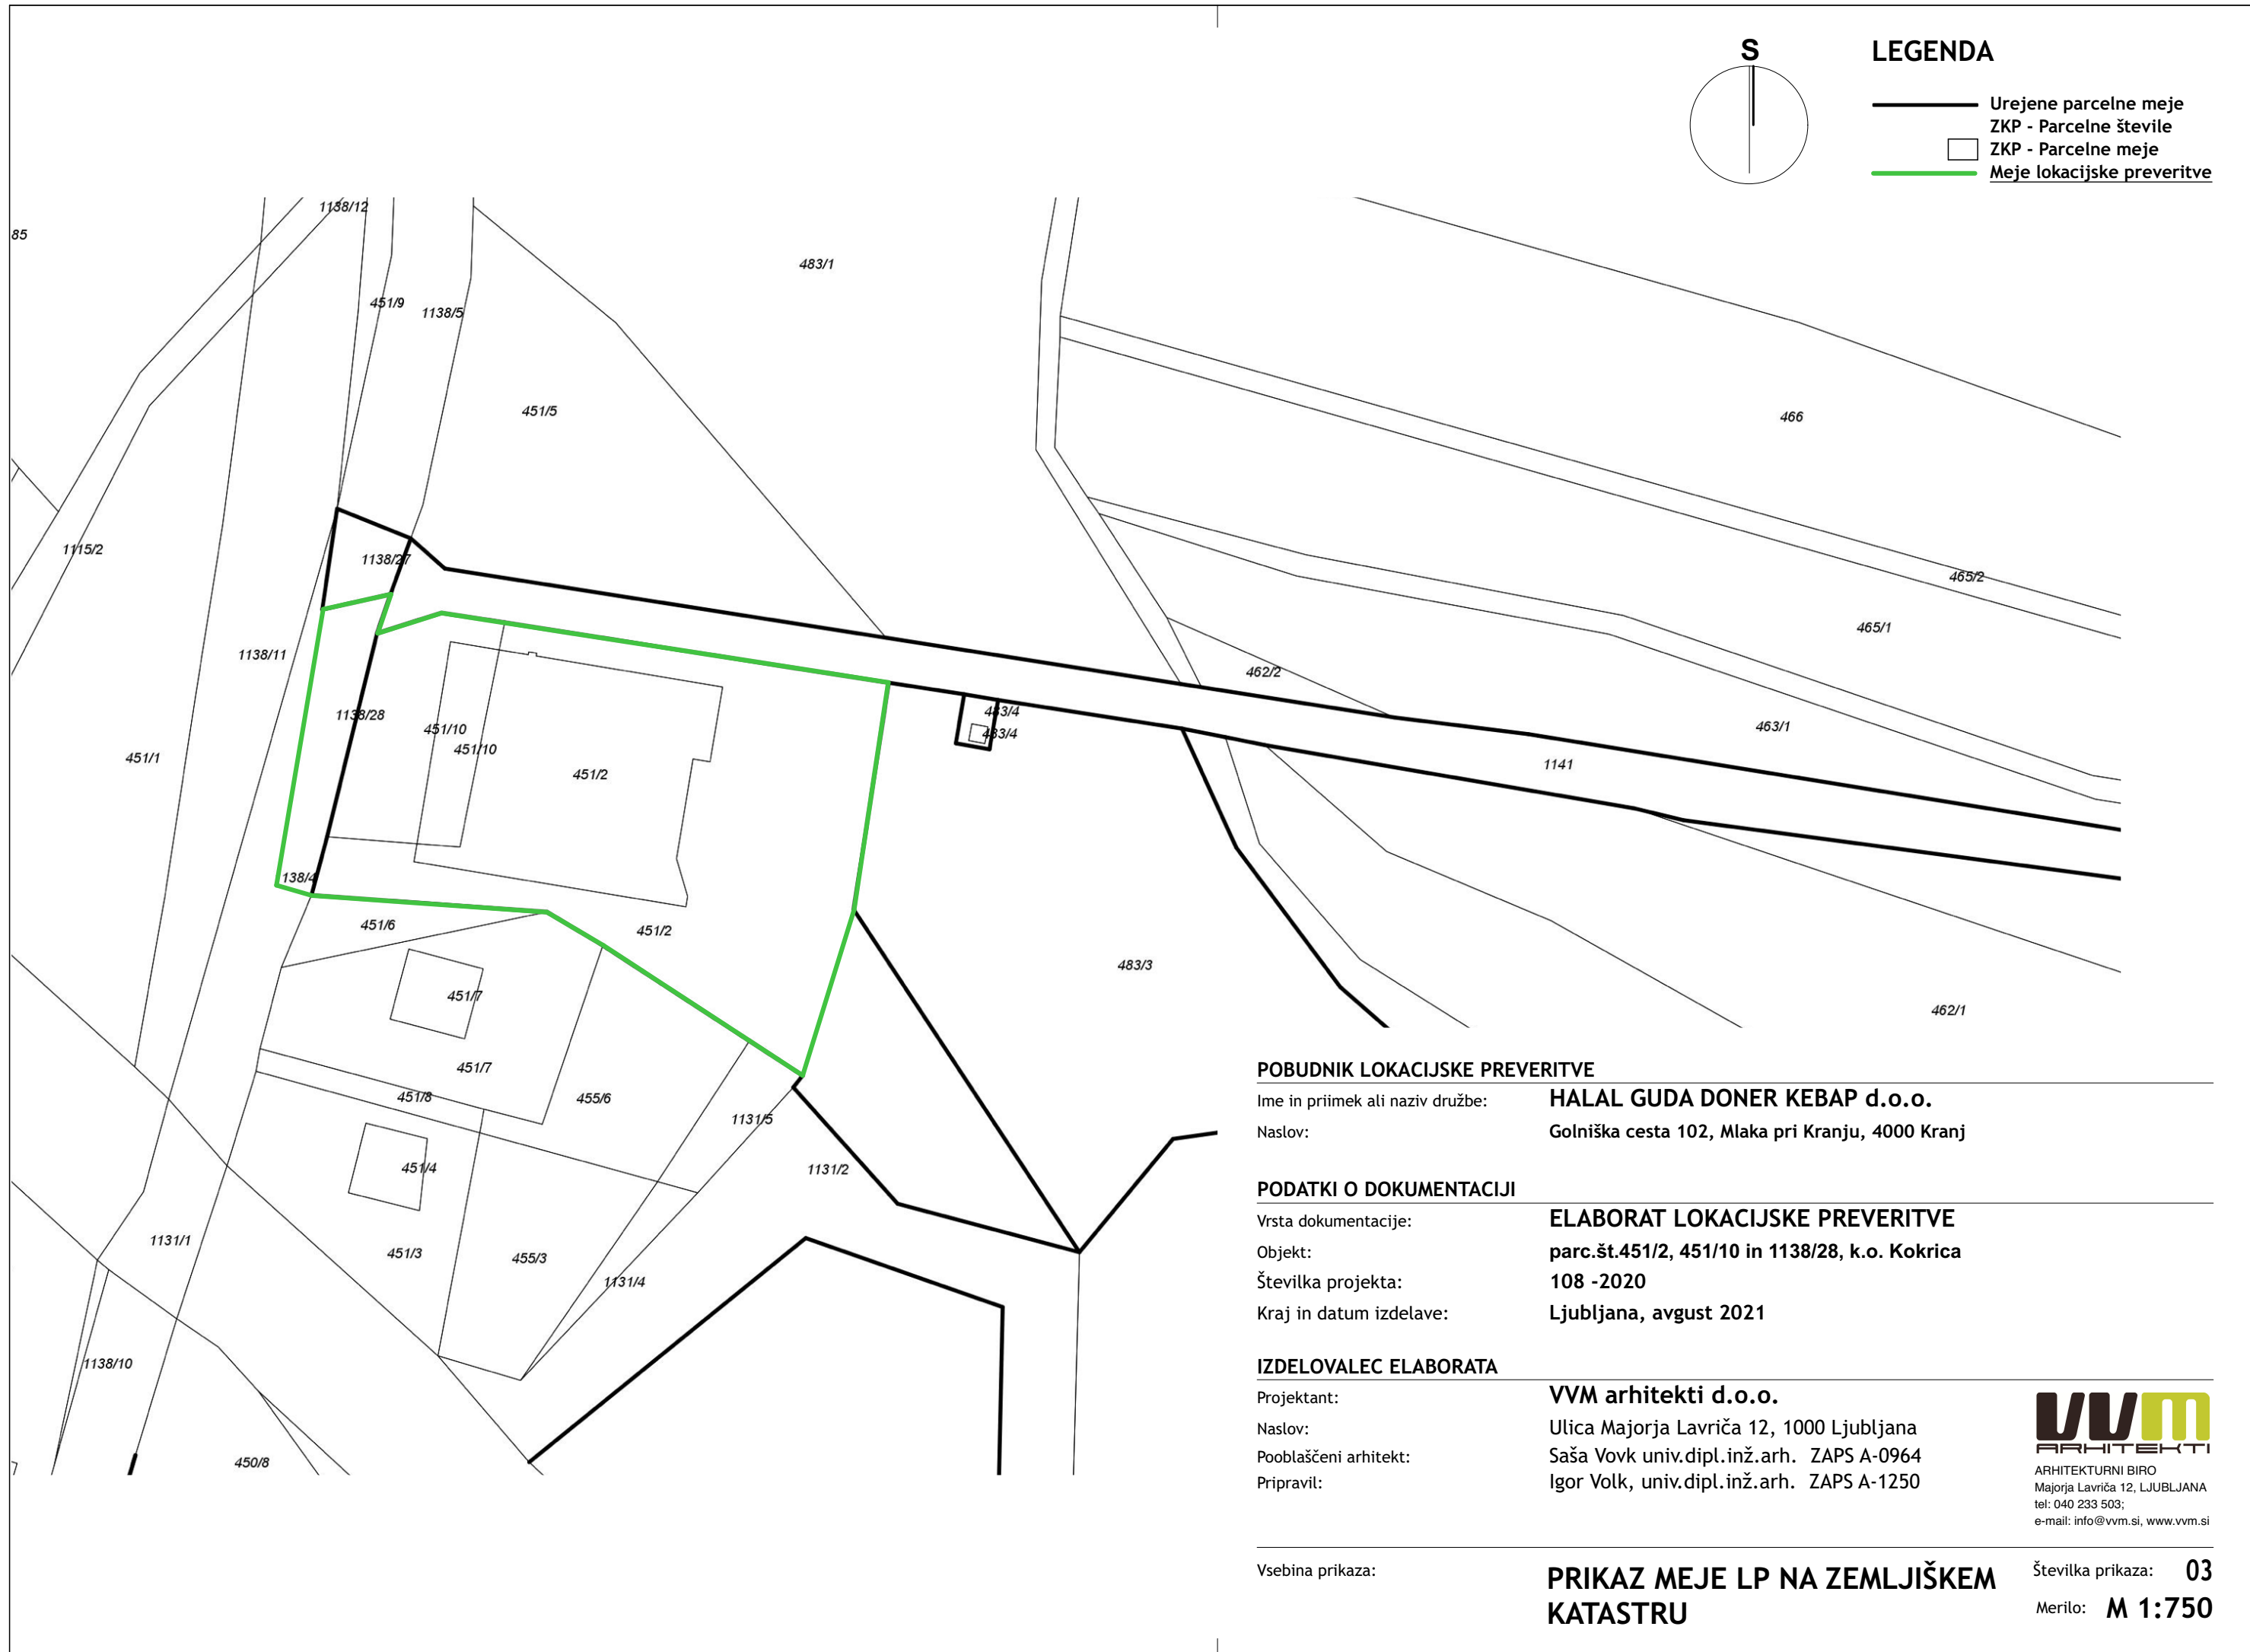 S
LEGENDA
Urejene parcelne meje
ZKP - Parcelne števile
ZKP - Parcelne meje
Meje lokacijske preveritve
1138/12
85
483/1
451/9
1138/5
451/5
466
1115/2
1138/27
465/2
465/1
1138/11
462/2
1138/28
483/4
451/10
483/4
463/1
451/10
451/1
1141
451/2
138/4
451/6
451/2
483/3
451/7
462/1
451/7
451/8
455/6
1131/5
451/4
1131/2
1131/1
451/3
455/3
1131/4
1138/10
450/8
POBUDNIK LOKACIJSKE PREVERITVE
Ime in priimek ali naziv družbe: HALAL GUDA DONER KEBAP d.o.o.
Naslov: Golniška cesta 102, Mlaka pri Kranju, 4000 Kranj
PODATKI O DOKUMENTACIJI
Vrsta dokumentacije: ELABORAT LOKACIJSKE PREVERITVE
Objekt: parc.št.451/2, 451/10 in 1138/28, k.o. Kokrica
Številka projekta: 108 -2020
Kraj in datum izdelave: Ljubljana, avgust 2021
IZDELOVALEC ELABORATA
Projektant: VVM arhitekti d.o.o.
Naslov: Ulica Majorja Lavriča 12, 1000 Ljubljana
Pooblaščeni arhitekt: Saša Vovk univ.dipl.inž.arh. ZAPS A-0964
Pripravil: Igor Volk, univ.dipl.inž.arh. ZAPS A-1250
VVM
ARHITEKTI
ARHITEKTURNI BIRO
Majorja Lavriča 12, LJUBLJANA
tel: 040 233 503;
e-mail: info@vvm.si, www.vvm.si
Vsebina prikaza: PRIKAZ MEJE LP NA ZEMLJIŠKEM
KATASTRU
Številka prikaza: 03
Merilo: M 1:750